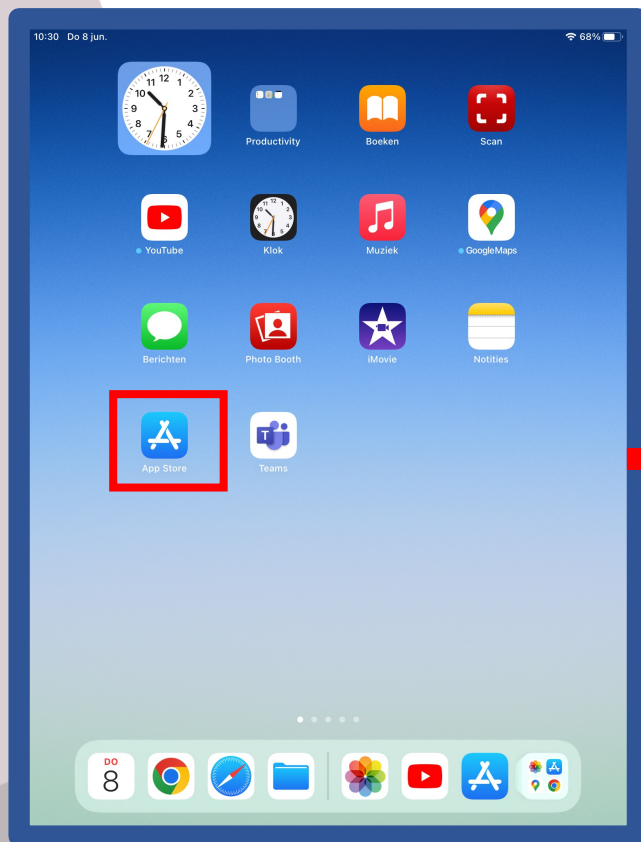 10:30 Do 8 jun.
68%
Productivity
Boeken
Scan
YouTube
Klok
Muziek
GoogleMaps
Berichten
Photo Booth
iMovie
Notities
App Store
T
Teams
DO
8